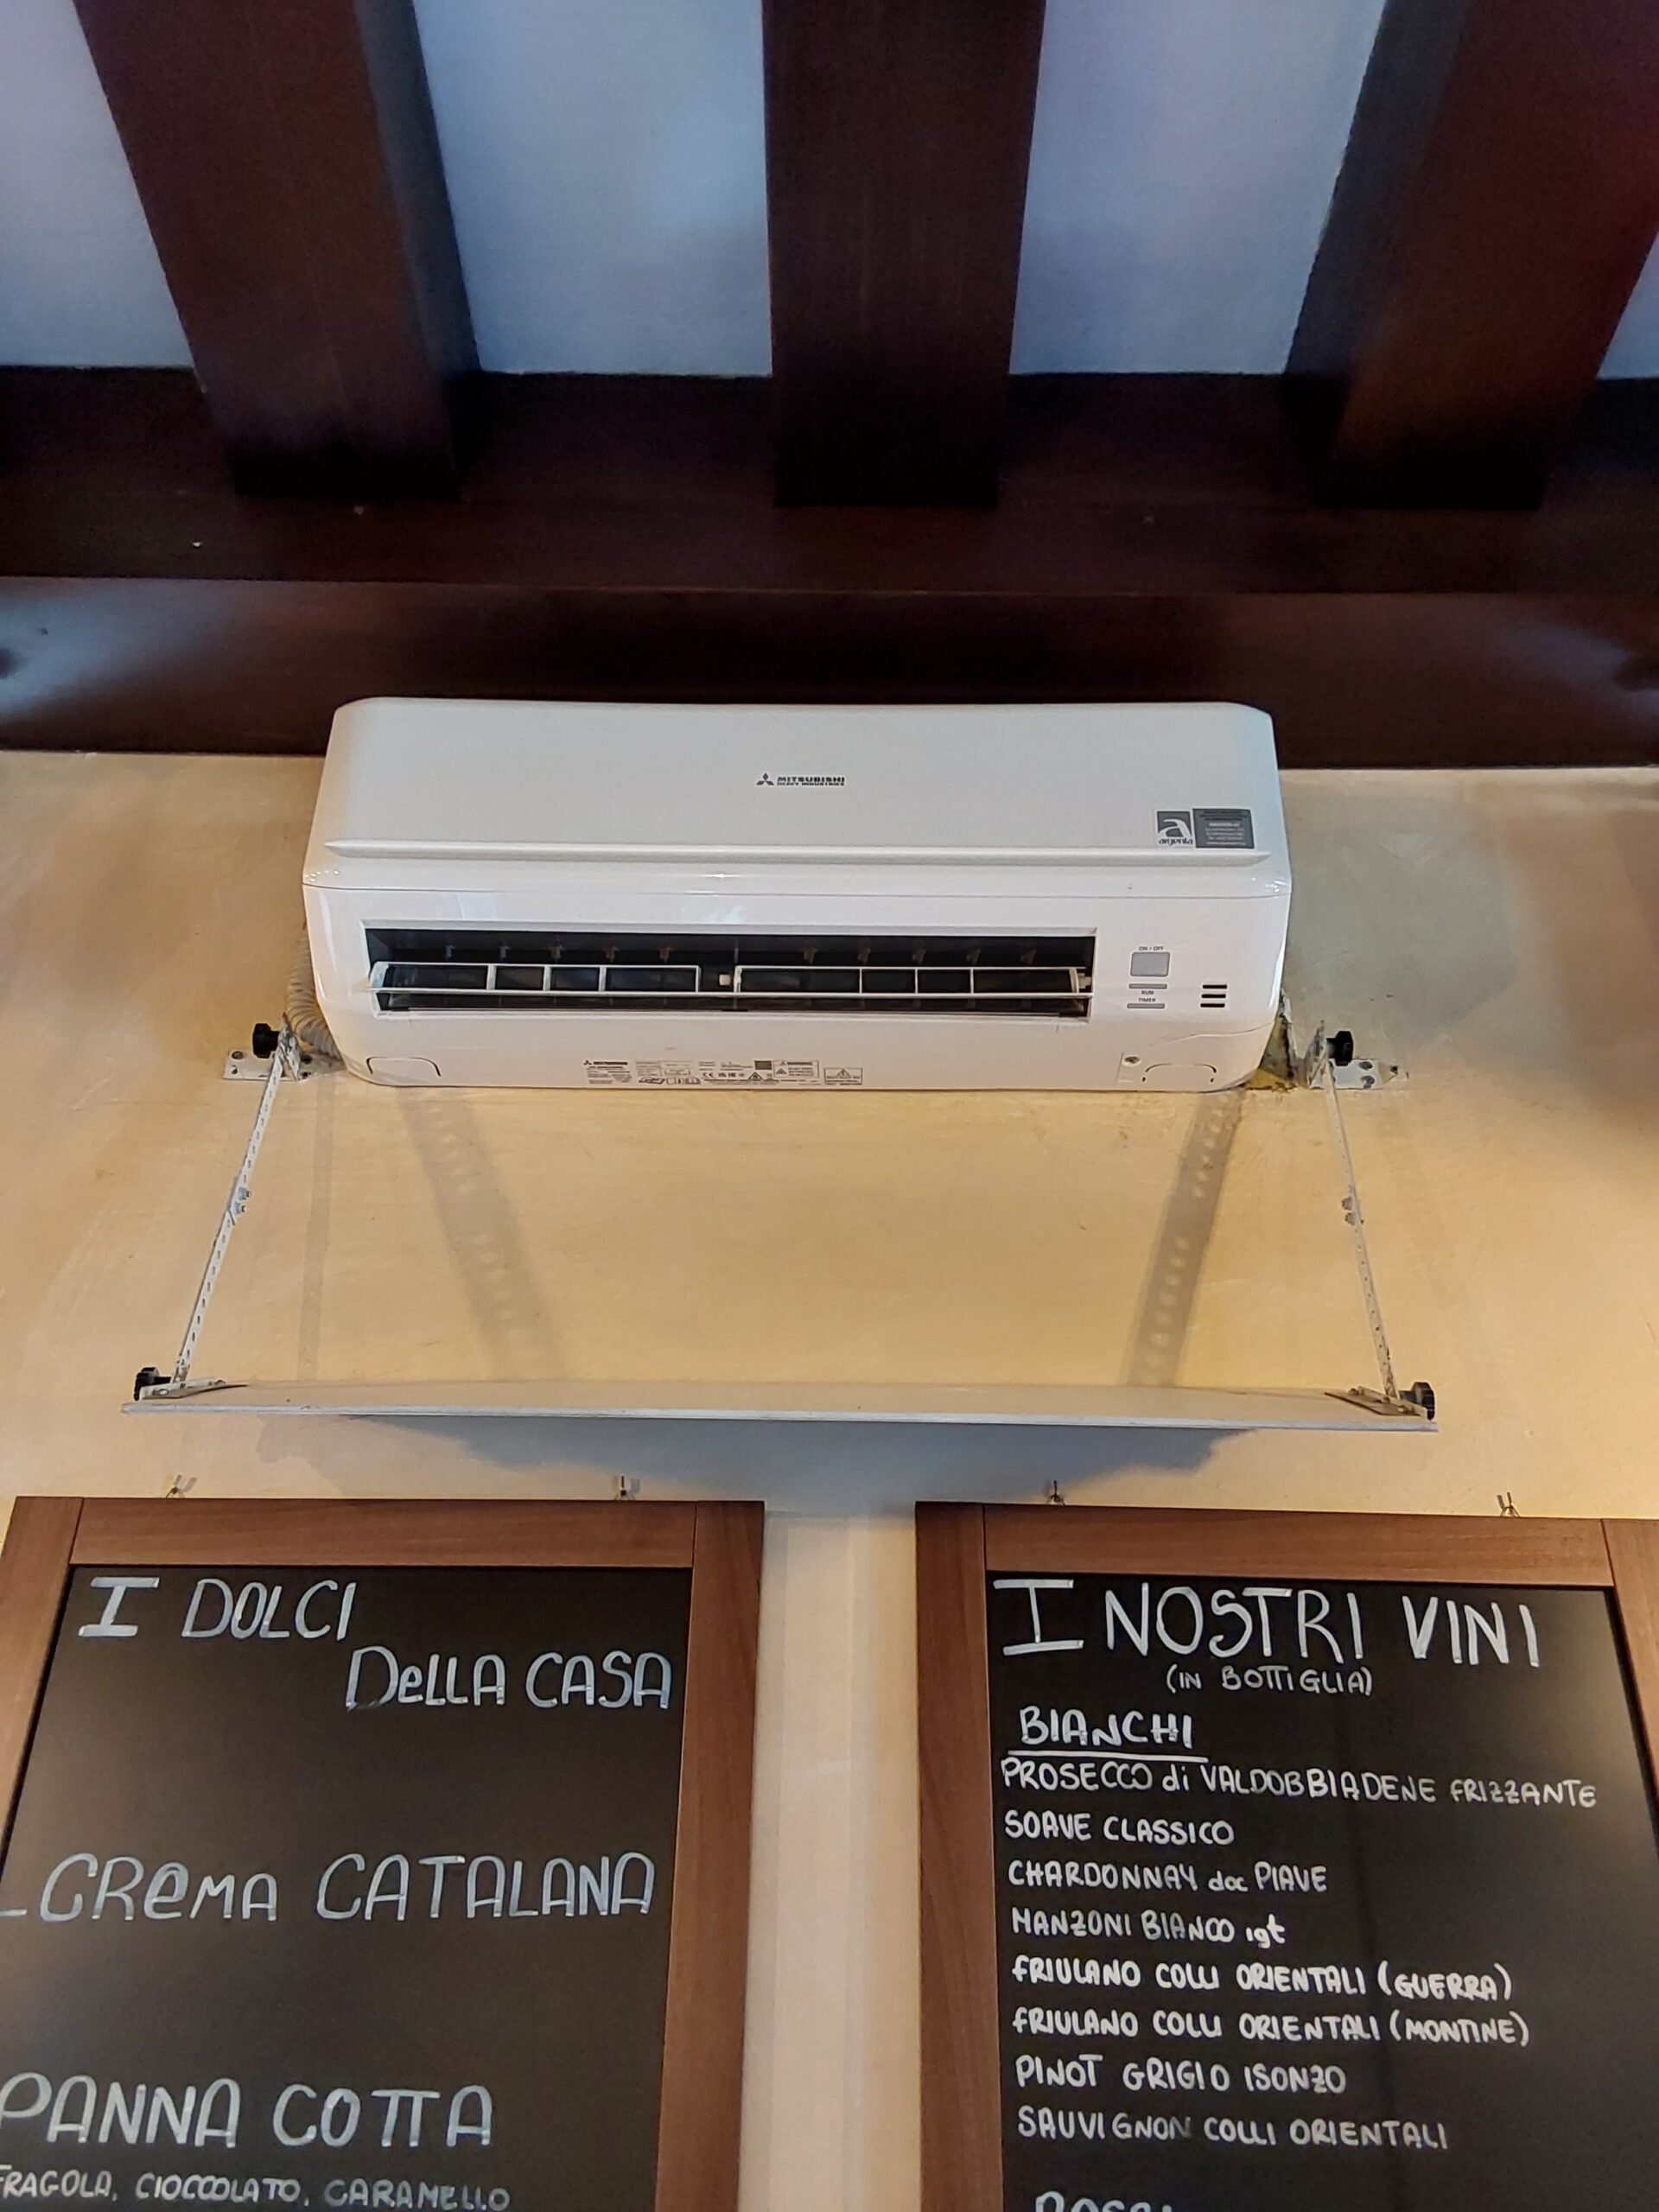 MITSUBISHI
HEAVY INDUSTRIES
argenta
ON / OFF
RUN
TIMER
MITSUBISHI
I DOLCI
DeLLA CASA
-CReMA CATALANA
PANNA COTTA
FRAGOLA, CIOCCOLATO, CARAMELLO
I NOSTRI VINI
(IN BOTTIGLIA)
BIANCHI
PROSECCO di VALDOBBIADENE FRIZZANTE
SOAVE CLASSICO
CHARDONNAY doc PIAVE
MANZONI BIANCO igt
FRIULANO COLLI ORIENTALI (GUERRA)
FRIULANO COLLI ORIENTALI (MONTINE)
PINOT GRIGIO ISONZO
SAUVIGNON COLLI ORIENTALI